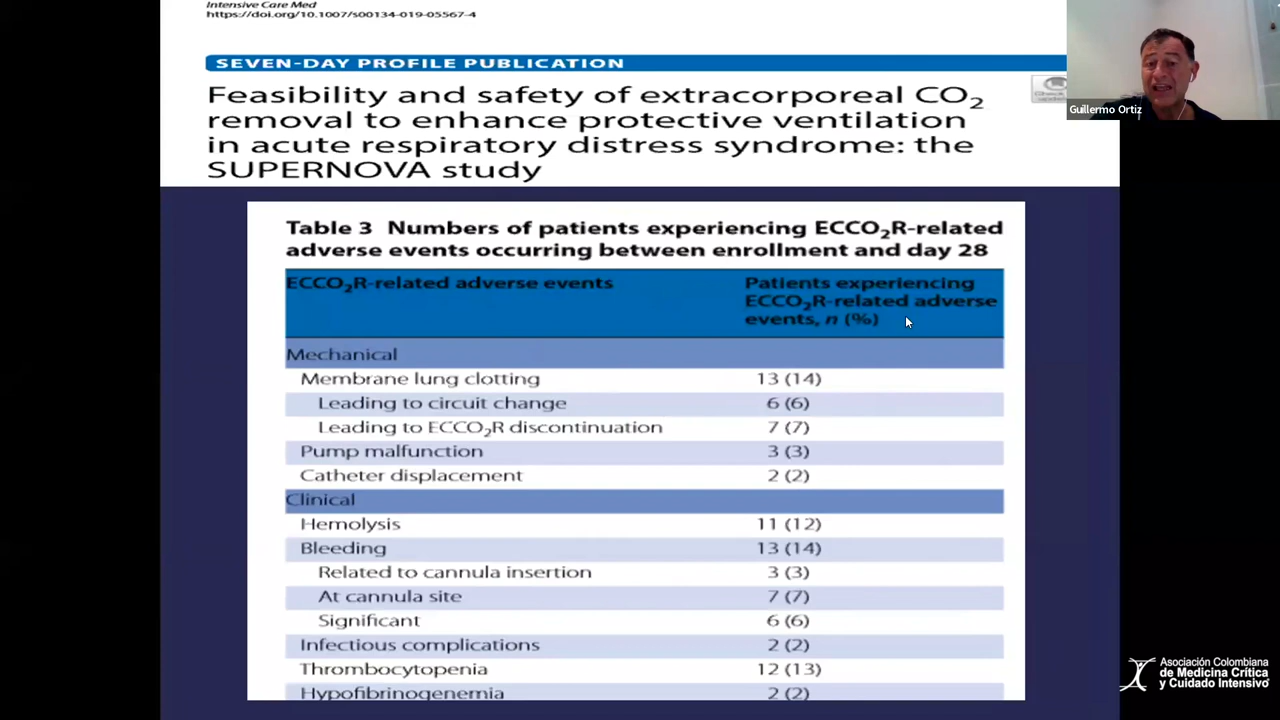 Intensive Care Med
https://doi.org/10.1007/s00134-019-05567-4
SEVEN-DAY PROFILE PUBLICATION
Feasibility and safety of extracorporeal CO₂
removal to enhance protective ventilation
in acute respiratory distress syndrome: the
SUPERNOVA study
Guillermo Ortiz
Table 3 Numbers of patients experiencing ECCO₂R-related
adverse events occurring between enrollment and day 28
ECCO₂R-related adverse events
Patients experiencing
ECCO₂R-related adverse
events, n (%)
Mechanical
Membrane lung clotting 13 (14)
Leading to circuit change 6 (6)
Leading to ECCO₂R discontinuation 7 (7)
Pump malfunction 3 (3)
Catheter displacement 2 (2)
Clinical
Hemolysis 11 (12)
Bleeding 13 (14)
Related to cannula insertion 3 (3)
At cannula site 7 (7)
Significant 6 (6)
Infectious complications 2 (2)
Thrombocytopenia 12 (13)
Hypofibrinogenemia 2 (2)
Asociación Colombiana
de Medicina Crítica
y Cuidado Intensivo